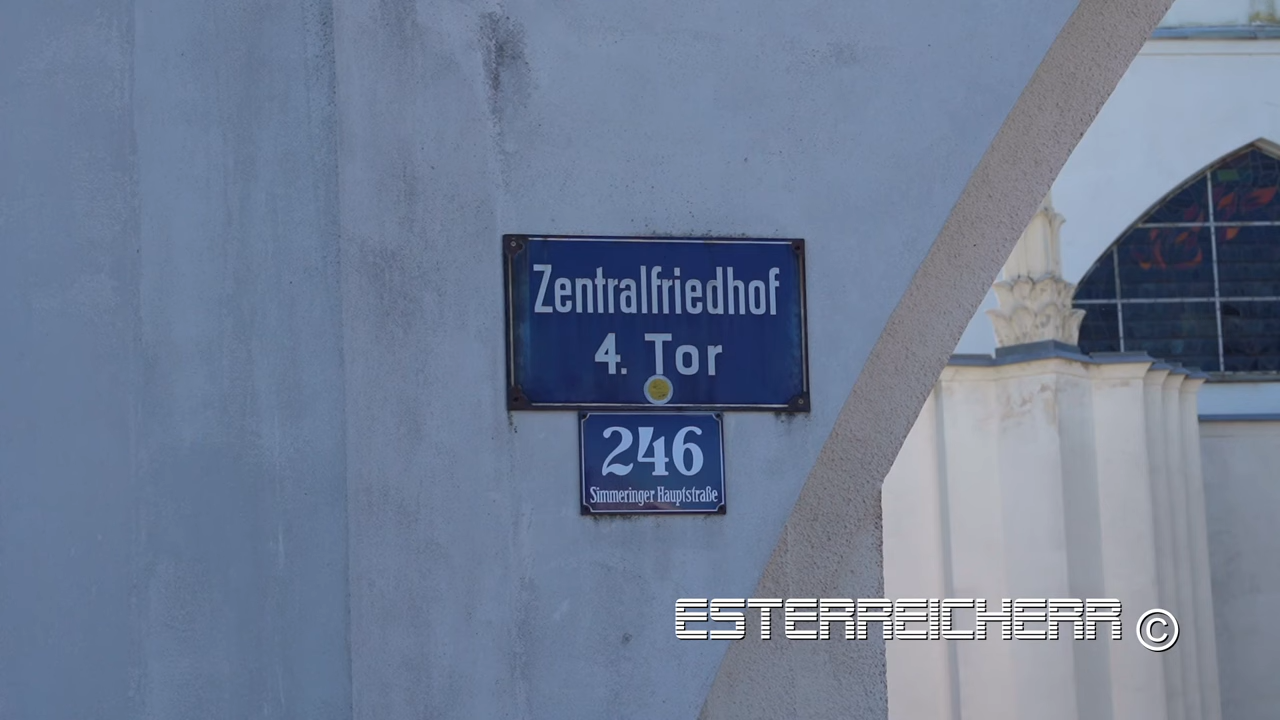 Zentralfriedhof
4. Tor
246
Simmeringer Hauptstraße
ESTERREICHERR ©